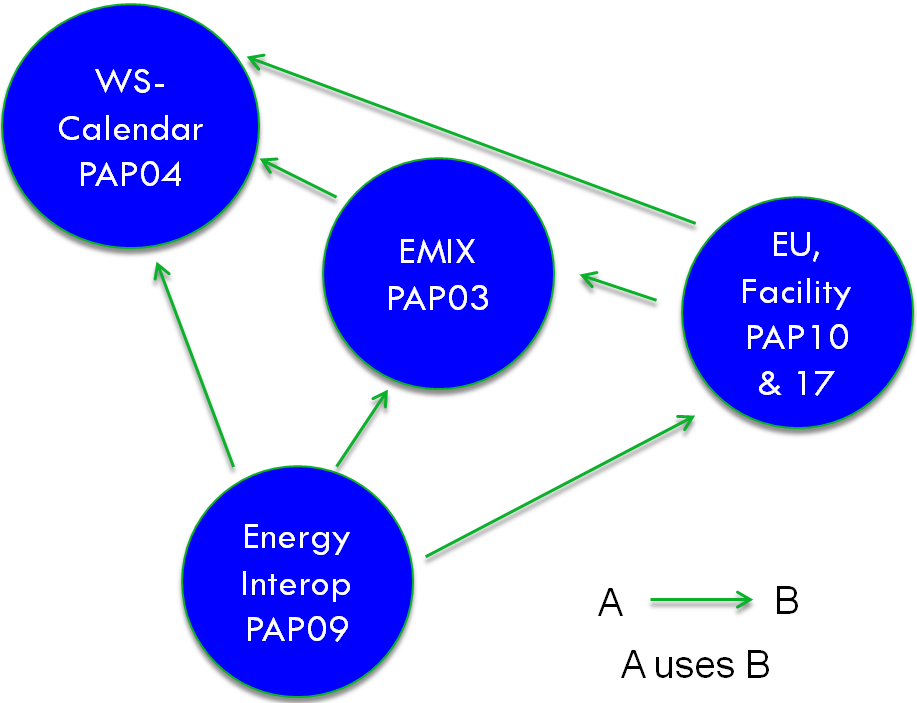 WS-
Calendar
PAP04
EMIX
PAP03
EU,
Facility
PAP10
& 17
Energy
Interop
PAP09
A
B
A uses B